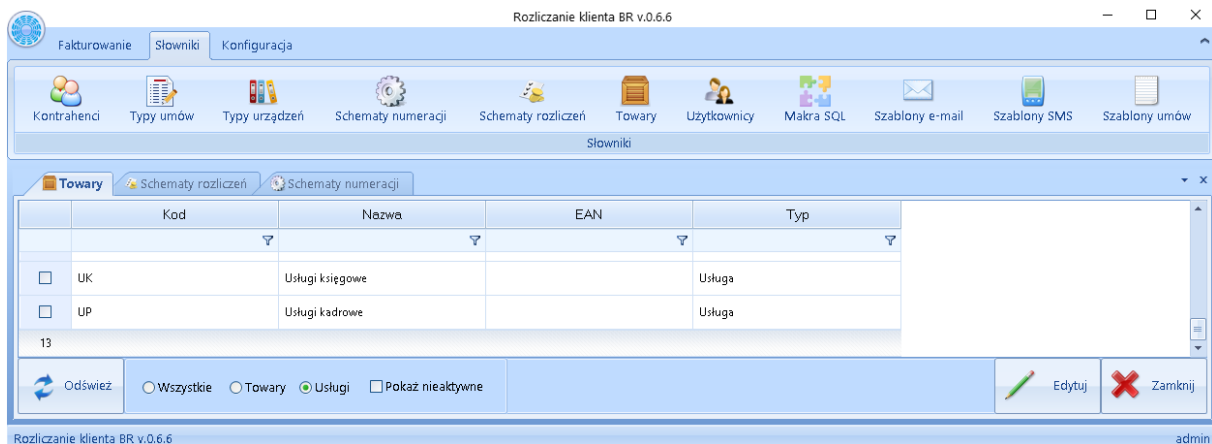 Rozliczanie klienta BR v.0.6.6
Fakturowanie Słowniki Konfiguracja
Kontrahenci Typy umów Typy urządzeń Schematy numeracji Schematy rozliczeń Towary Użytkownicy Makra SQL Szablony e-mail Szablony SMS Szablony umów
Słowniki
Towary Schematy rozliczeń Schematy numeracji
Kod Nazwa EAN Typ
UK Usługi księgowe Usługa
UP Usługi kadrowe Usługa
13
Odśwież Wszystkie Towary Usługi Pokaż nieaktywne Edytuj Zamknij
Rozliczanie klienta BR v.0.6.6 admin